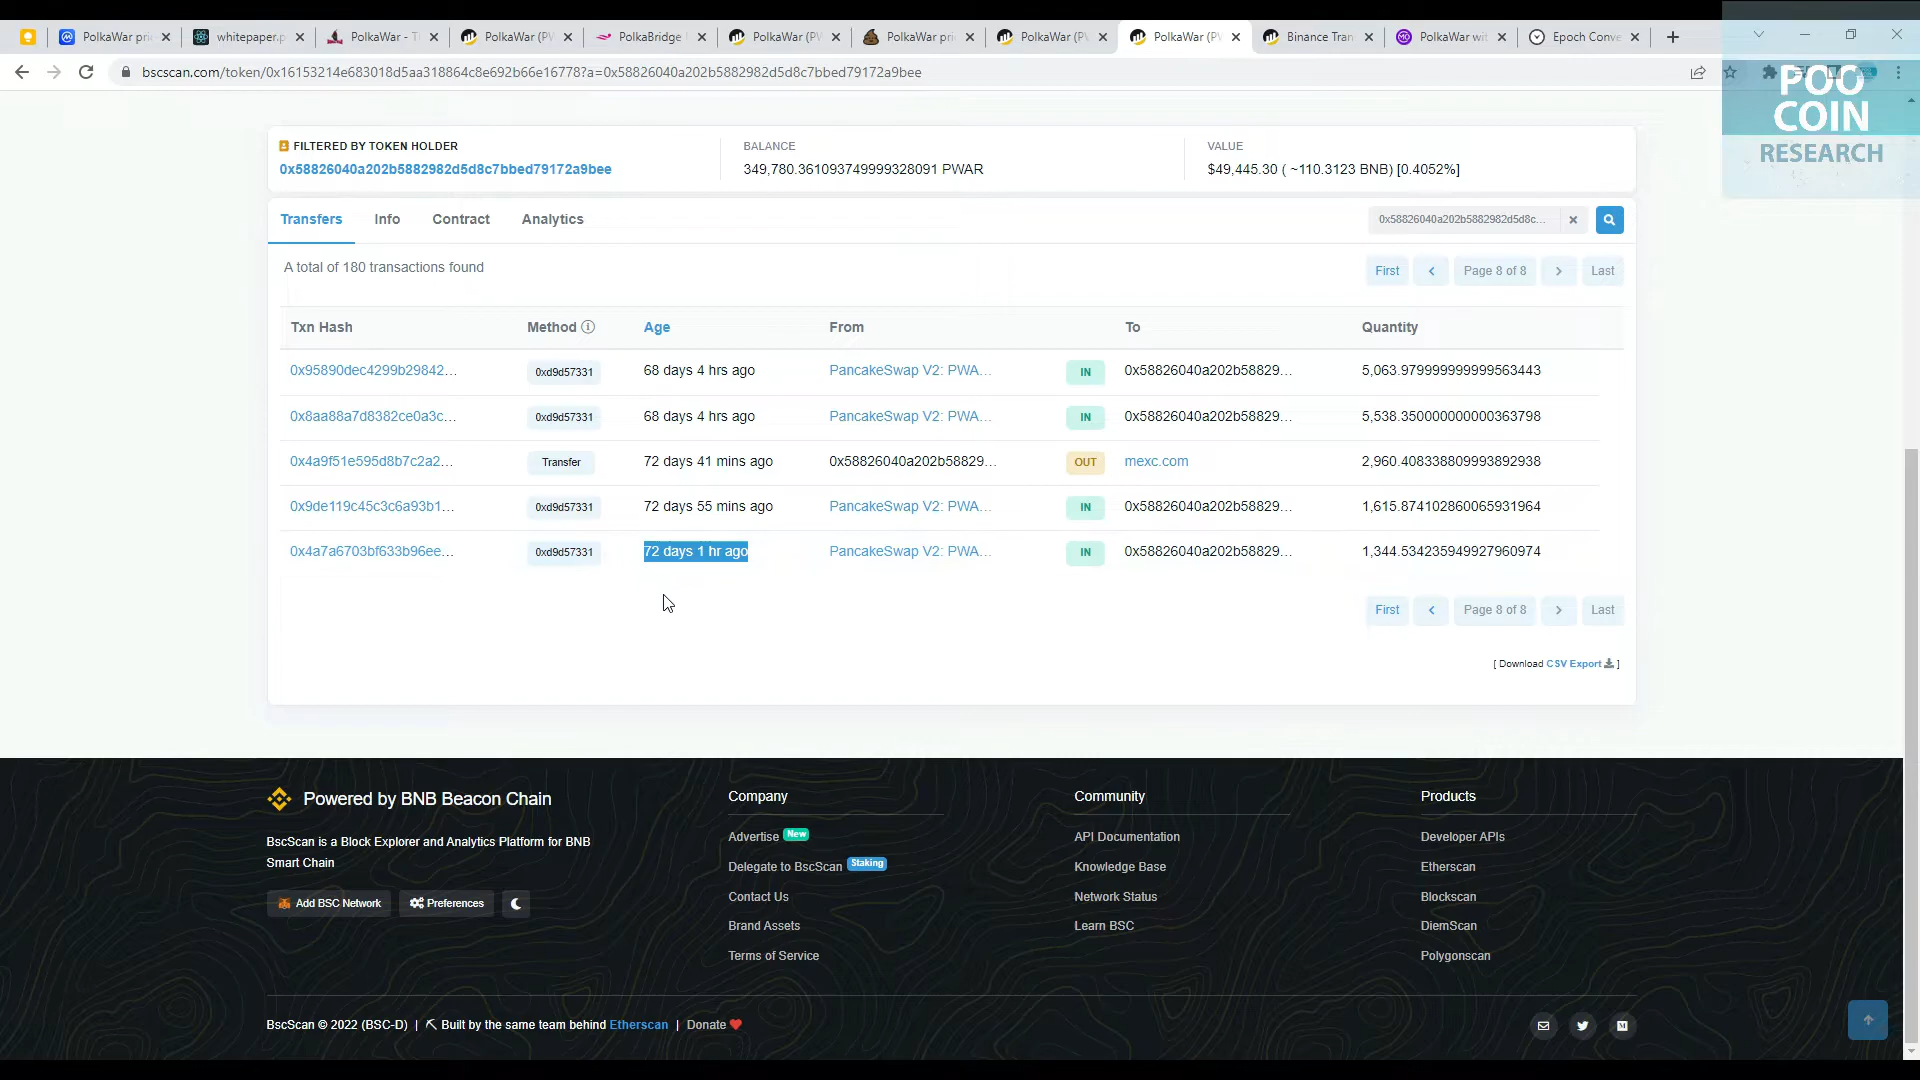 PolkaWar pri
whitepaper.p
PolkaWar - T
PolkaWar (PW
PolkaBridge
PolkaWar (PW
PolkaWar pri
PolkaWar (PW
PolkaWar (PW
Binance Tran
PolkaWar wit
Epoch Conve
bscscan.com/token/0x16153214e683018d5aa318864c8e692b66e16778?a=0x58826040a202b5882982d5d8c7bbed79172a9bee
POO
COIN
RESEARCH
FILTERED BY TOKEN HOLDER
0x58826040a202b5882982d5d8c7bbed79172a9bee
BALANCE
349,780.361093749999328091 PWAR
VALUE
$49,445.30 ( ~110.3123 BNB) [0.4052%]
Transfers Info Contract Analytics
0x58826040a202b5882982d5d8c...
A total of 180 transactions found
First Page 8 of 8 Last
Txn Hash Method Age From To Quantity
0x95890dec4299b29842... 0xd9d57331 68 days 4 hrs ago PancakeSwap V2: PWA... IN 0x58826040a202b58829... 5,063.979999999999563443
0x8aa88a7d8382ce0a3c... 0xd9d57331 68 days 4 hrs ago PancakeSwap V2: PWA... IN 0x58826040a202b58829... 5,538.350000000000363798
0x4a9f51e595d8b7c2a2... Transfer 72 days 41 mins ago 0x58826040a202b58829... OUT mexc.com 2,960.408338809993892938
0x9de119c45c3c6a93b1... 0xd9d57331 72 days 55 mins ago PancakeSwap V2: PWA... IN 0x58826040a202b58829... 1,615.874102860065931964
0x4a7a6703bf633b96ee... 0xd9d57331 72 days 1 hr ago PancakeSwap V2: PWA... IN 0x58826040a202b58829... 1,344.534235949927960974
First Page 8 of 8 Last
[ Download CSV Export ]
Powered by BNB Beacon Chain
BscScan is a Block Explorer and Analytics Platform for BNB
Smart Chain
Add BSC Network Preferences
Company
Advertise New
Delegate to BscScan Staking
Contact Us
Brand Assets
Terms of Service
Community
API Documentation
Knowledge Base
Network Status
Learn BSC
Products
Developer APIs
Etherscan
Blockscan
DiemScan
Polygonscan
BscScan © 2022 (BSC-D) | Built by the same team behind Etherscan | Donate